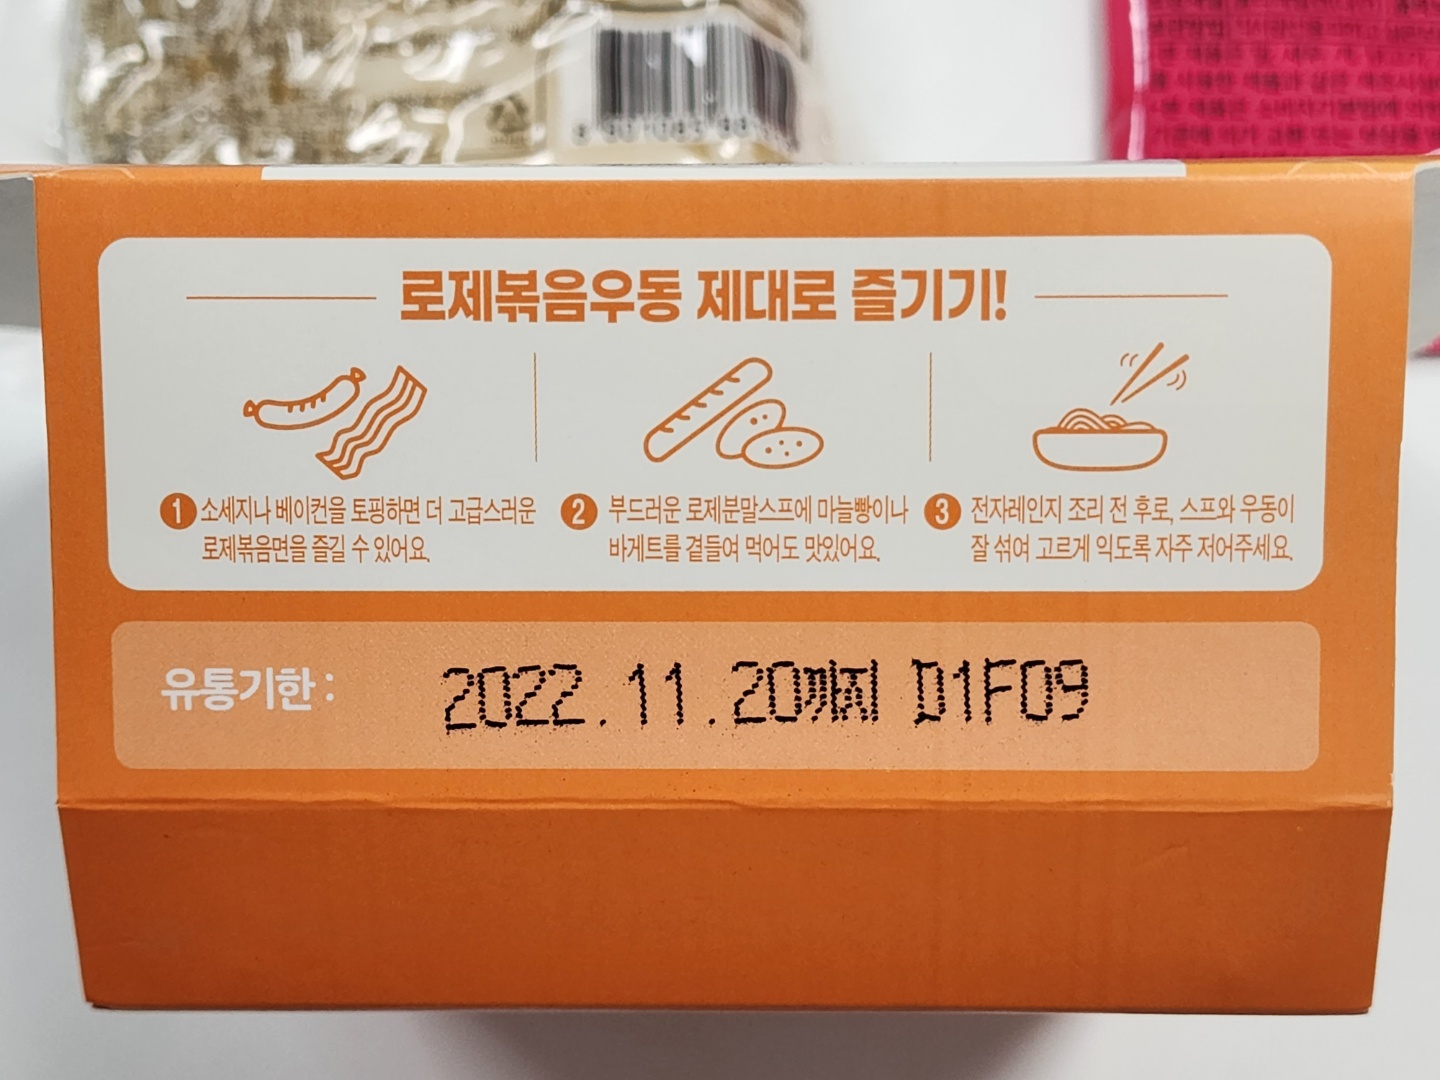 로제볶음우동 제대로 즐기기!
1 소세지나 베이컨을 토핑하면 더 고급스러운
로제볶음면을 즐길 수 있어요.
2 부드러운 로제분말스프에 마늘빵이나
바게트를 곁들여 먹어도 맛있어요.
3 전자레인지 조리 전 후로, 스프와 우동이
잘 섞여 고르게 익도록 자주 저어주세요.
유통기한 : 2022.11.20까지 D1F09